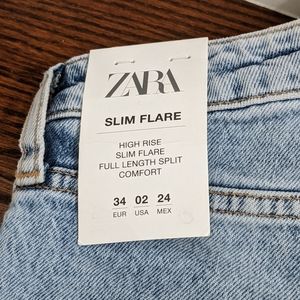 ZARA
SLIM FLARE
HIGH RISE
SLIM FLARE
FULL LENGTH SPLIT
COMFORT
34 02 24
EUR USA MEX